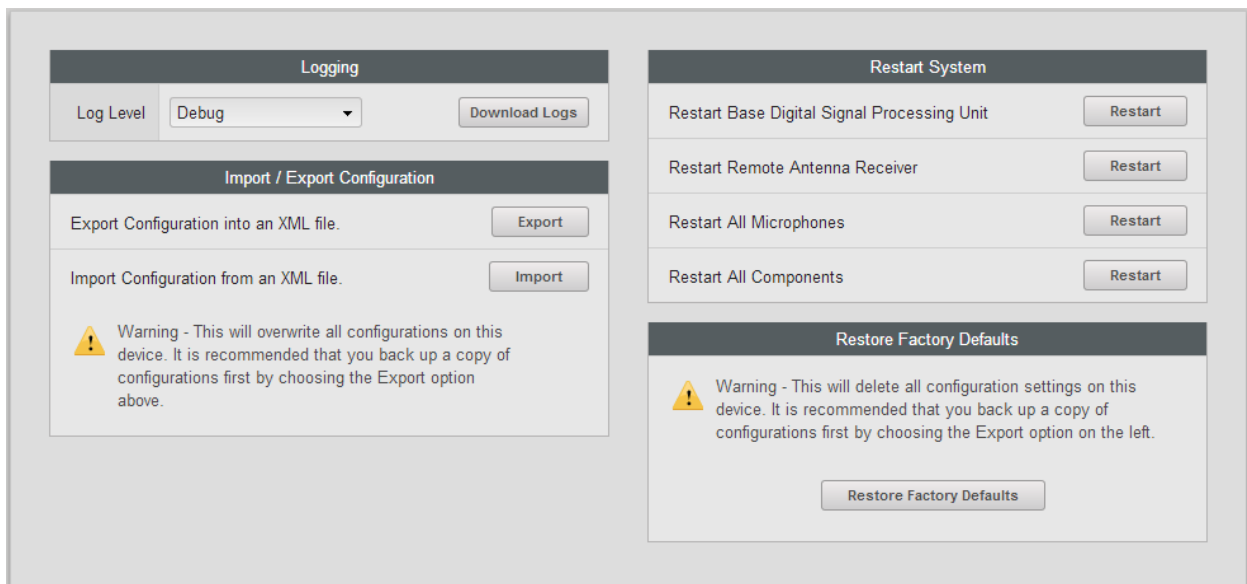 Logging
Log Level
Debug
Download Logs
Import / Export Configuration
Export Configuration into an XML file.
Export
Import Configuration from an XML file.
Import
Warning - This will overwrite all configurations on this
device. It is recommended that you back up a copy of
configurations first by choosing the Export option
above.
Restart System
Restart Base Digital Signal Processing Unit
Restart
Restart Remote Antenna Receiver
Restart
Restart All Microphones
Restart
Restart All Components
Restart
Restore Factory Defaults
Warning - This will delete all configuration settings on this
device. It is recommended that you back up a copy of
configurations first by choosing the Export option on the left.
Restore Factory Defaults